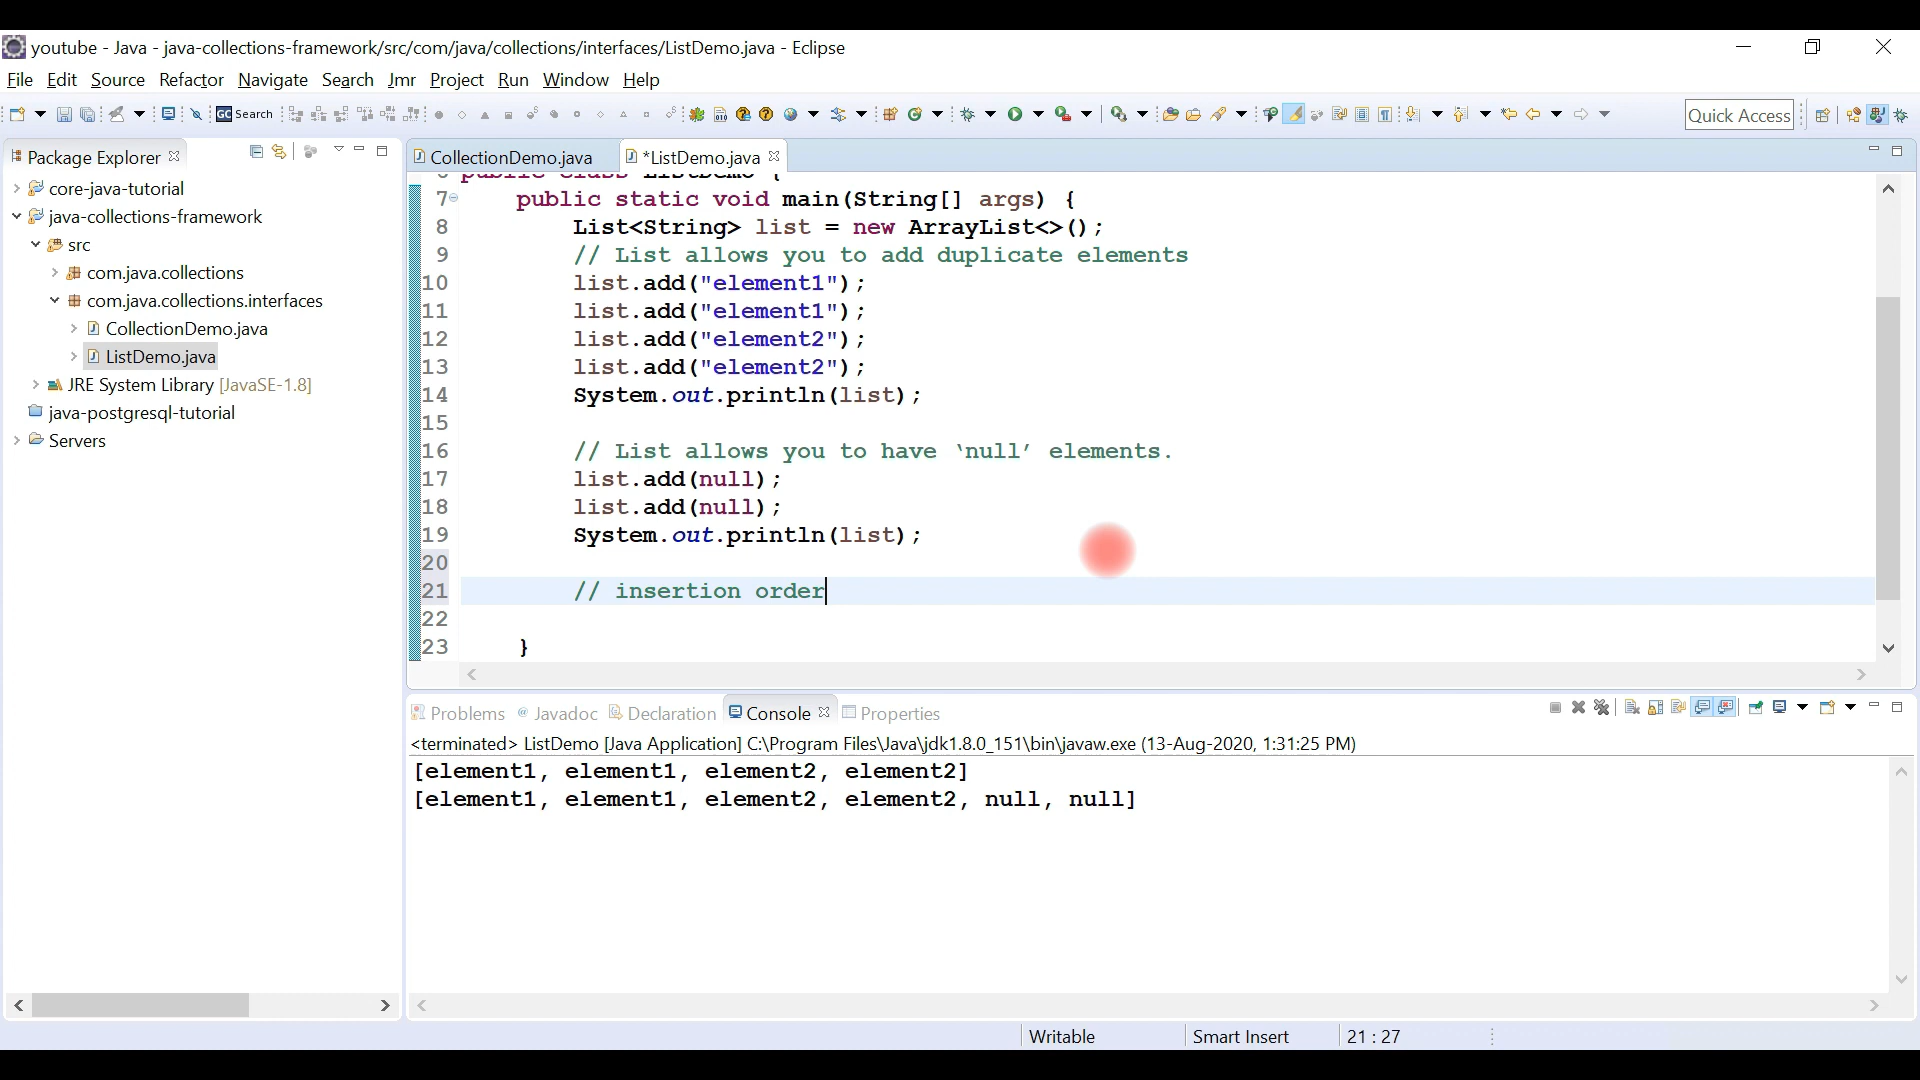 youtube - Java - java-collections-framework/src/com/java/collections/interfaces/ListDemo.java - Eclipse
File Edit Source Refactor Navigate Search Jmr Project Run Window Help
GC Search
Quick Access
Package Explorer
core-java-tutorial
java-collections-framework
src
com.java.collections
com.java.collections.interfaces
CollectionDemo.java
ListDemo.java
JRE System Library [JavaSE-1.8]
java-postgresql-tutorial
Servers
CollectionDemo.java *ListDemo.java
6 public class ListDemo {
7 public static void main(String[] args) {
8 List<String> list = new ArrayList<>();
9 // List allows you to add duplicate elements
10 list.add("element1");
11 list.add("element1");
12 list.add("element2");
13 list.add("element2");
14 System.out.println(list);
15
16 // List allows you to have ‘null’ elements.
17 list.add(null);
18 list.add(null);
19 System.out.println(list);
20
21 // insertion order
22
23 }
Problems @ Javadoc Declaration Console Properties
<terminated> ListDemo [Java Application] C:\Program Files\Java\jdk1.8.0_151\bin\javaw.exe (13-Aug-2020, 1:31:25 PM)
[element1, element1, element2, element2]
[element1, element1, element2, element2, null, null]
Writable Smart Insert 21 : 27